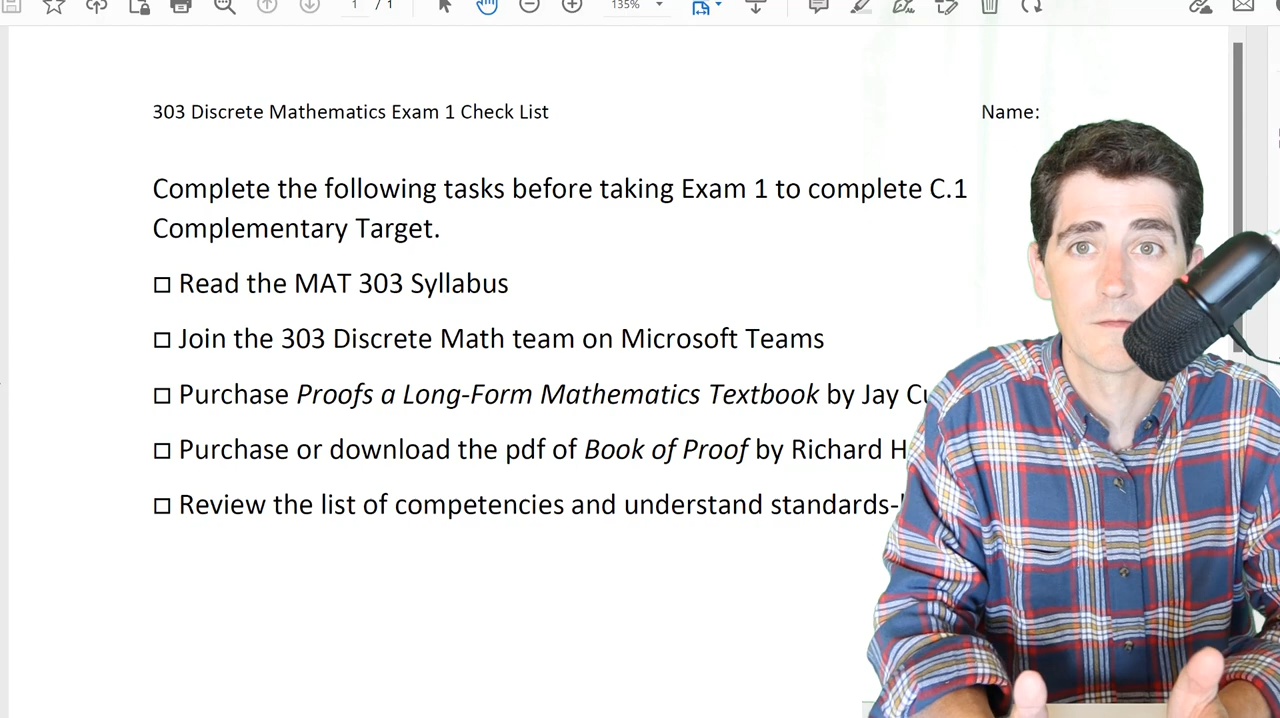 1 / 1
135%
303 Discrete Mathematics Exam 1 Check List
Name:
Complete the following tasks before taking Exam 1 to complete C.1
Complementary Target.
Read the MAT 303 Syllabus
Join the 303 Discrete Math team on Microsoft Teams
Purchase Proofs a Long-Form Mathematics Textbook by Jay
Purchase or download the pdf of Book of Proof by Richard
Review the list of competencies and understand standards-